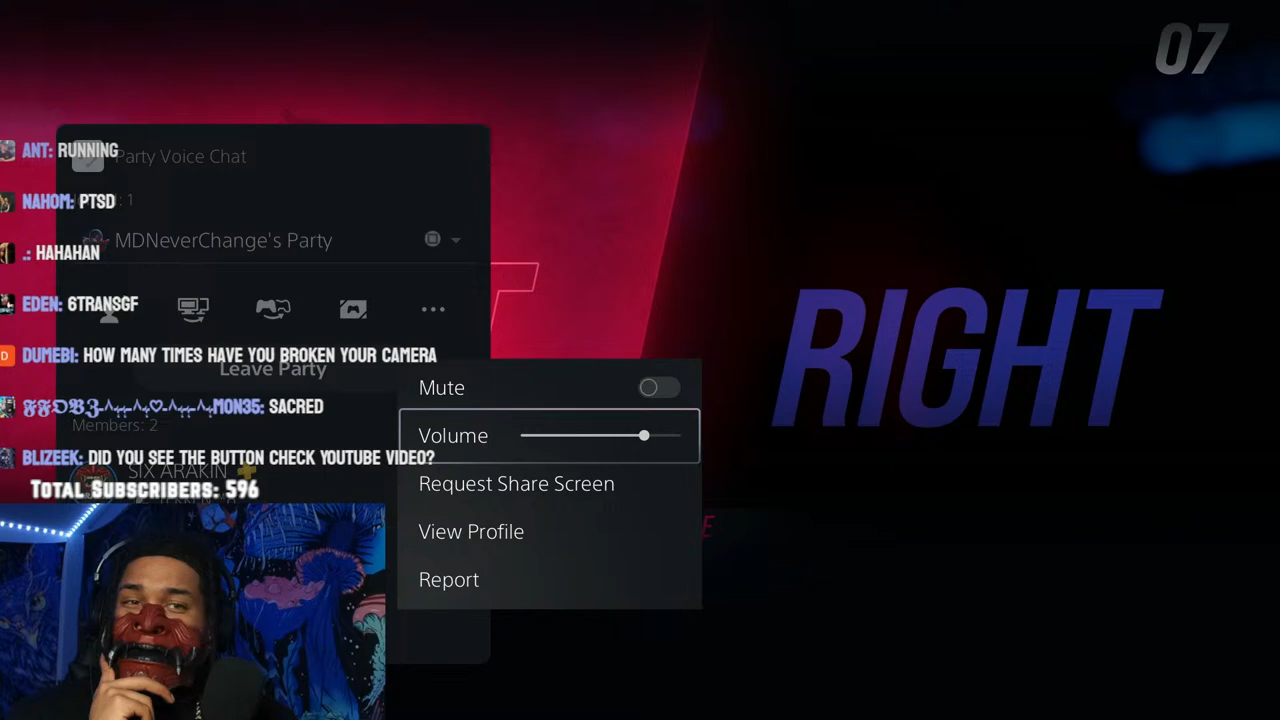 07
ANT: RUNNING
Party Voice Chat
NAHOM: PTSD
: 1
.: HAHAHAN
MDNeverChange's Party
EDEN: 6TRANSGF
DUMEBI: HOW MANY TIMES HAVE YOU BROKEN YOUR CAMERA
Leave Party
MON35: SACRED
Members: 2
BLIZEEK: DID YOU SEE THE BUTTON CHECK YOUTUBE VIDEO?
SIX ARAKIN
TOTAL SUBSCRIBERS: 596
Mute
Volume
Request Share Screen
View Profile
Report
T
RIGHT
E